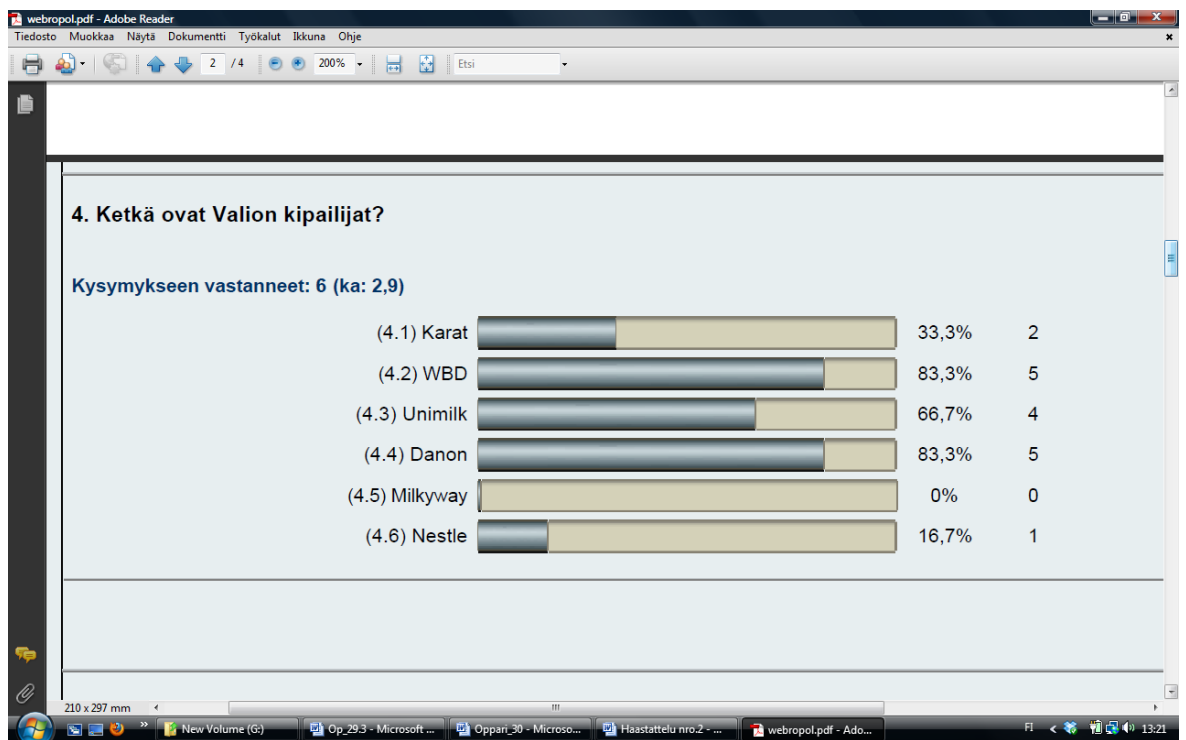 webropol.pdf - Adobe Reader
Tiedosto Muokkaa Näytä Dokumentti Työkalut Ikkuna Ohje
2 / 4 200% Etsi
4. Ketkä ovat Valion kipailijat?
Kysymykseen vastanneet: 6 (ka: 2,9)
(4.1) Karat 33,3% 2
(4.2) WBD 83,3% 5
(4.3) Unimilk 66,7% 4
(4.4) Danon 83,3% 5
(4.5) Milkyway 0% 0
(4.6) Nestle 16,7% 1
210 x 297 mm
New Volume (G:) Op_29.3 - Microsoft ... Oppari_30 - Microso... Haastattelu nro.2 - ... webropol.pdf - Ado... FI 13:21